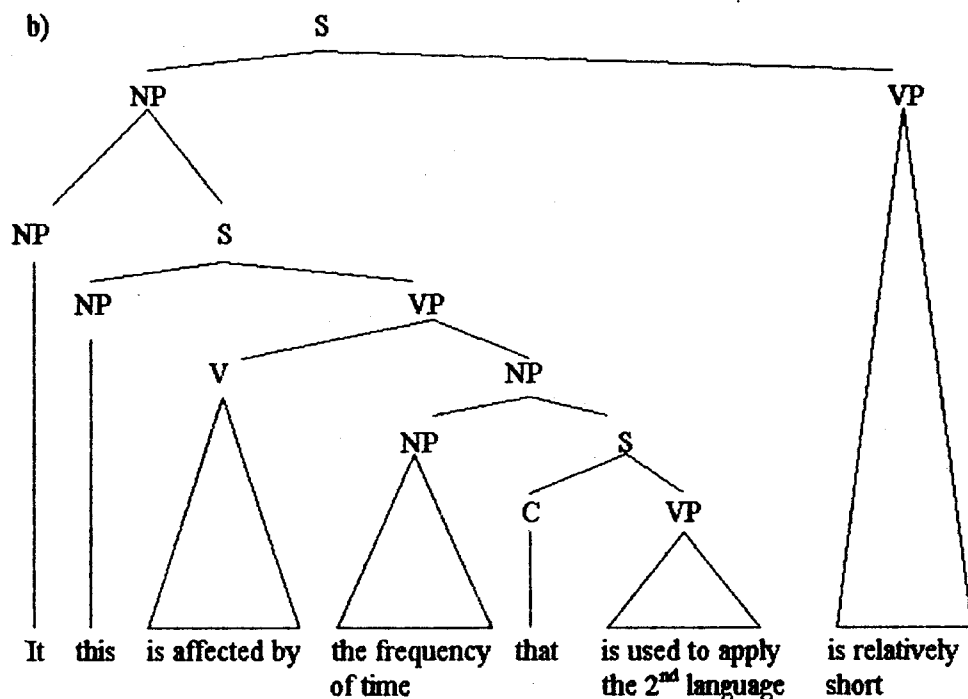 b)
S
NP VP
NP S
NP VP
V NP
NP S
C VP
It this is affected by the frequency that is used to apply is relatively
of time the 2nd language short